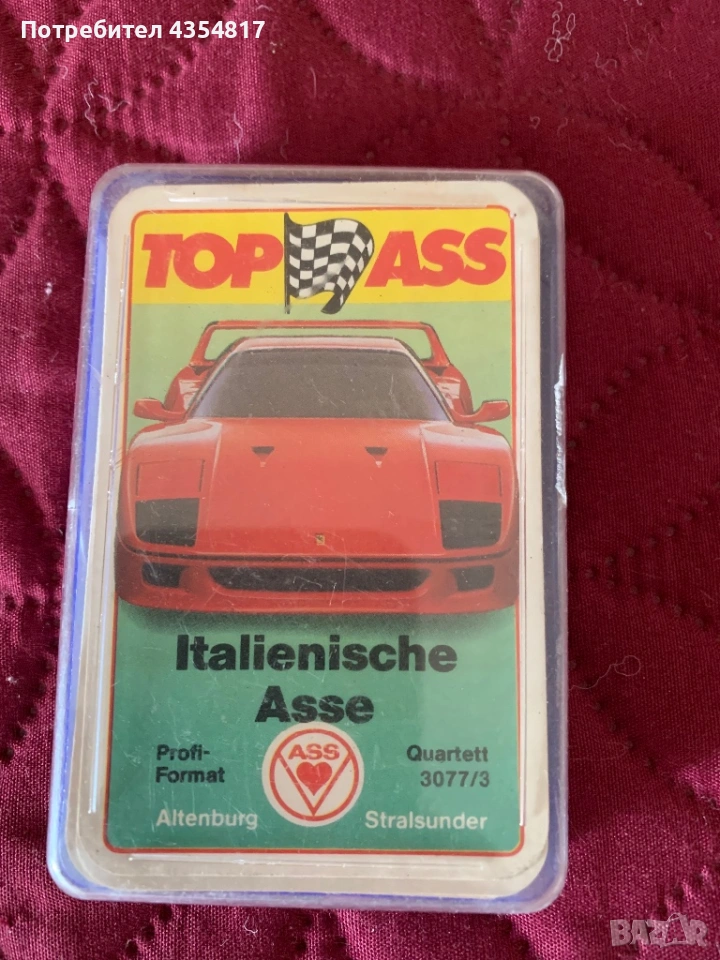 Потребител 4354817
TOP ASS
Italienische
Asse
Profi-
Format
ASS
Quartett
3077/3
Altenburg
Stralsunder
BAZAR